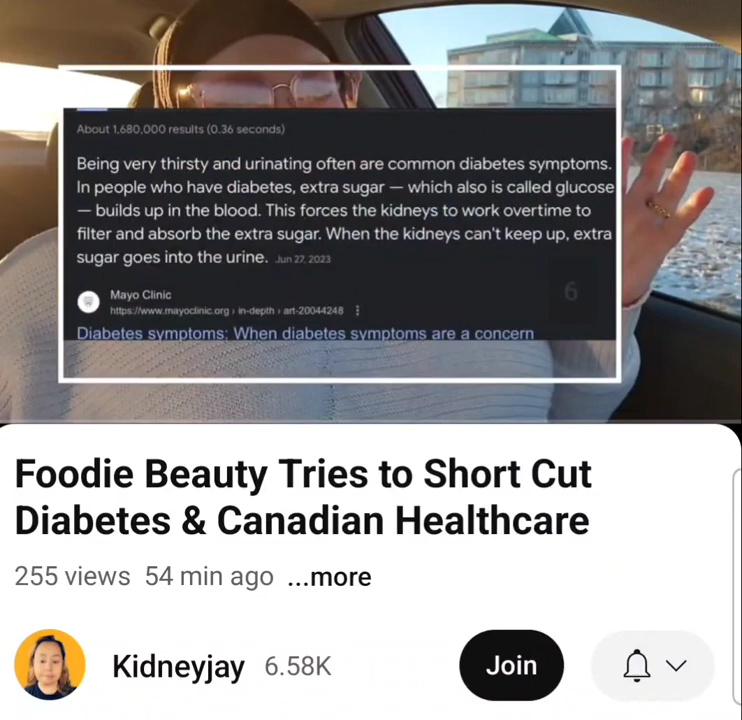 About 1,680,000 results (0.36 seconds)
Being very thirsty and urinating often are common diabetes symptoms.
In people who have diabetes, extra sugar — which also is called glucose
— builds up in the blood. This forces the kidneys to work overtime to
filter and absorb the extra sugar. When the kidneys can't keep up, extra
sugar goes into the urine. Jun 27, 2023
6
Mayo Clinic
https://www.mayoclinic.org › in-depth › art-20044248
Diabetes symptoms: When diabetes symptoms are a concern
Foodie Beauty Tries to Short Cut
Diabetes & Canadian Healthcare
255 views 54 min ago ...more
Kidneyjay 6.58K Join